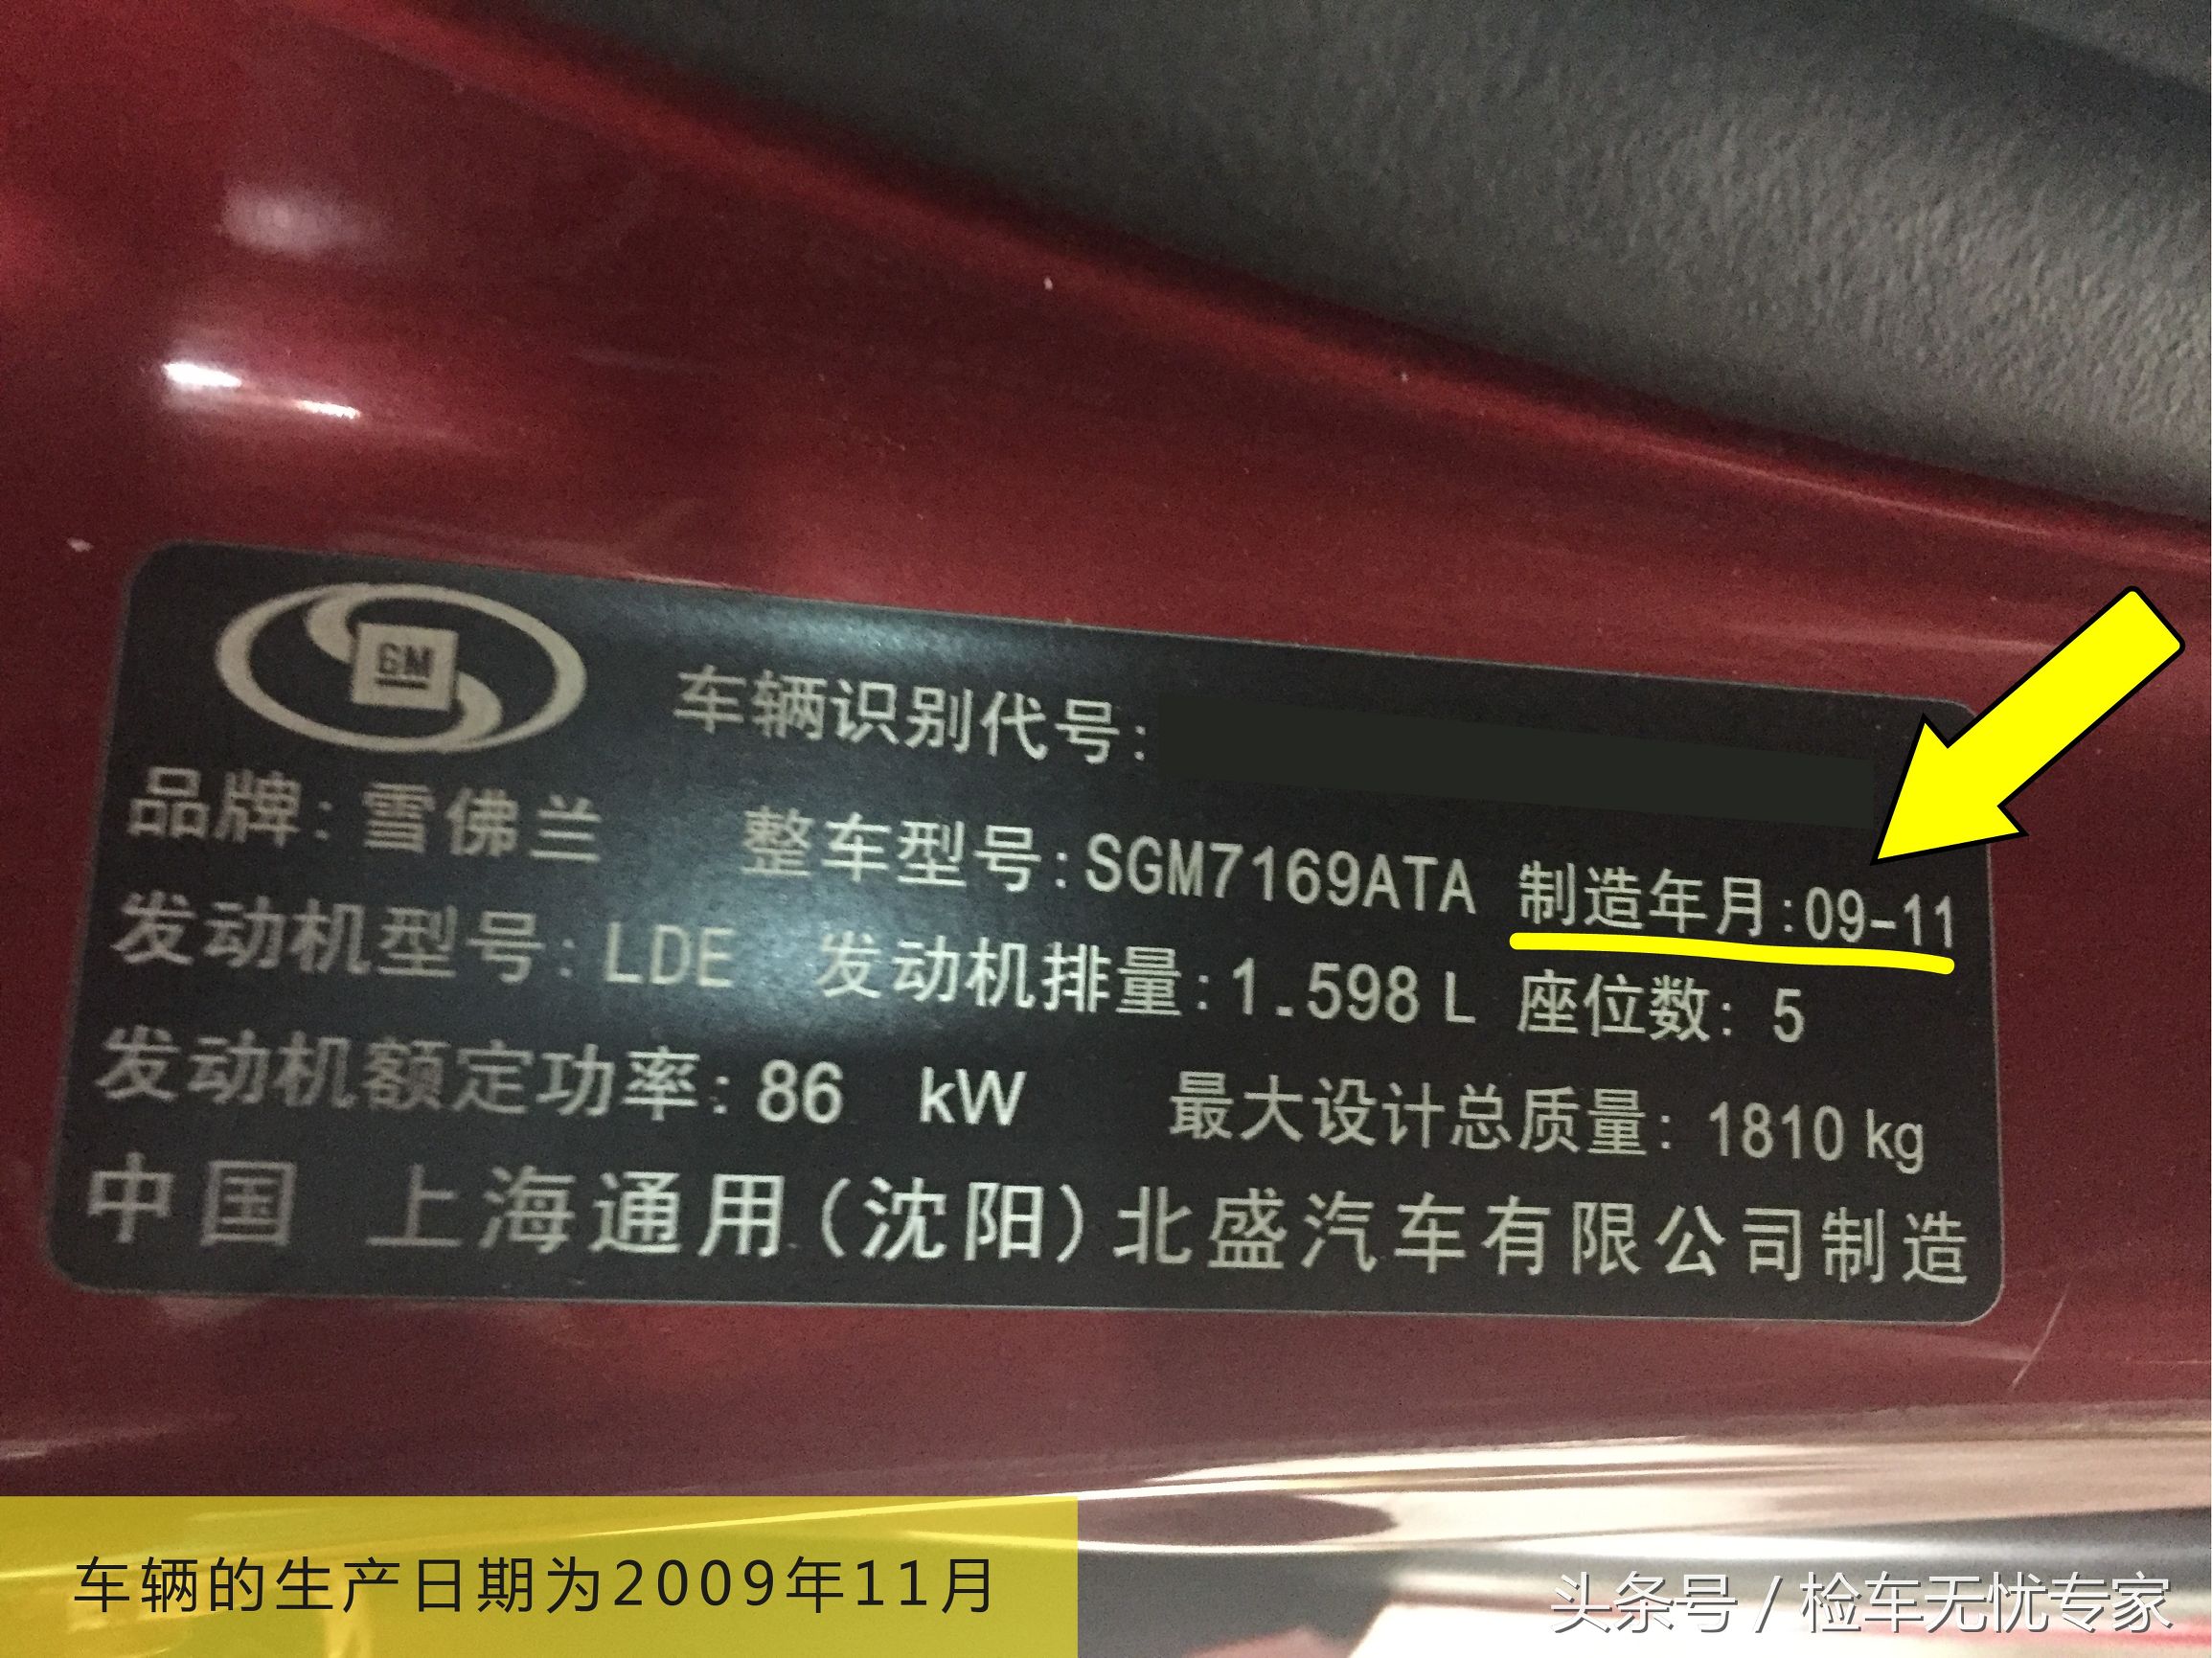 GM
车辆识别代号:
品牌: 雪佛兰 整车型号:SGM7169ATA 制造年月:09-11
发动机型号: LDE 发动机排量:1.598 L 座位数: 5
发动机额定功率: 86 kW 最大设计总质量: 1810 kg
中国 上海通用(沈阳)北盛汽车有限公司制造
车辆的生产日期为2009年11月
头条号 / 检车无忧专家